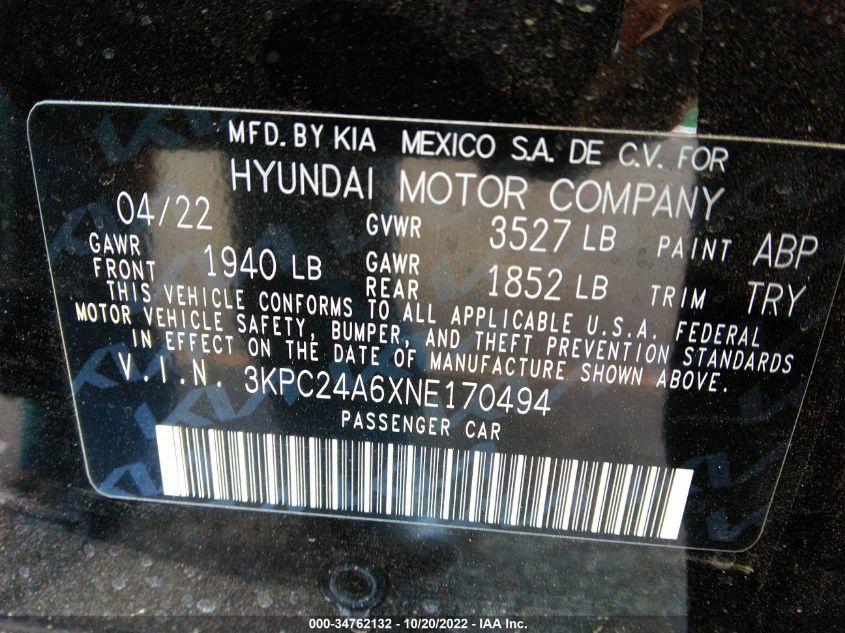 MFD. BY KIA MEXICO S.A. DE C.V. FOR
HYUNDAI MOTOR COMPANY
04/22 GVWR 3527 LB PAINT ABP
GAWR FRONT 1940 LB GAWR REAR 1852 LB TRIM TRY
THIS VEHICLE CONFORMS TO ALL APPLICABLE U.S.A. FEDERAL
MOTOR VEHICLE SAFETY, BUMPER, AND THEFT PREVENTION STANDARDS
IN EFFECT ON THE DATE OF MANUFACTURE SHOWN ABOVE.
V.I.N. 3KPC24A6XNE170494
PASSENGER CAR
000-34762132 - 10/20/2022 - IAA Inc.